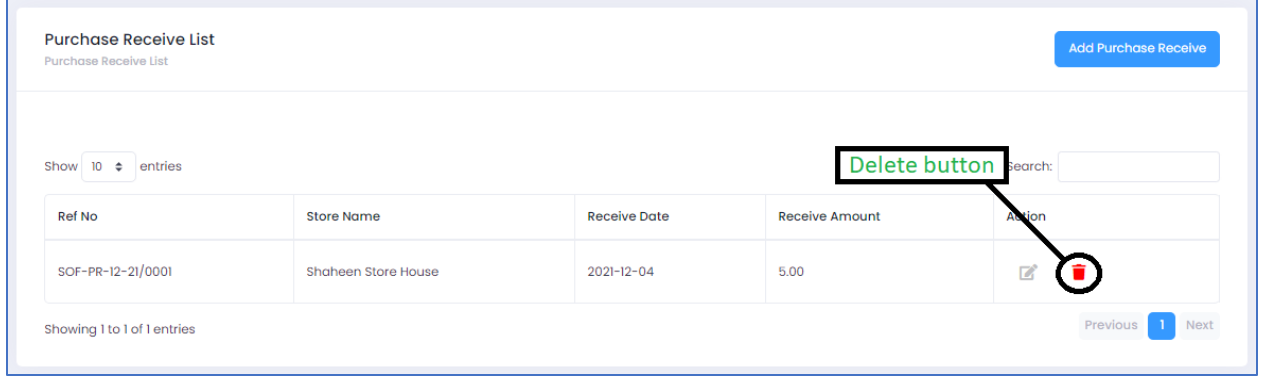 Purchase Receive List
Purchase Receive List
Add Purchase Receive
Show 10 entries
Delete button
Search:
Ref No Store Name Receive Date Receive Amount Action
SOF-PR-12-21/0001 Shaheen Store House 2021-12-04 5.00
Showing 1 to 1 of 1 entries
Previous 1 Next